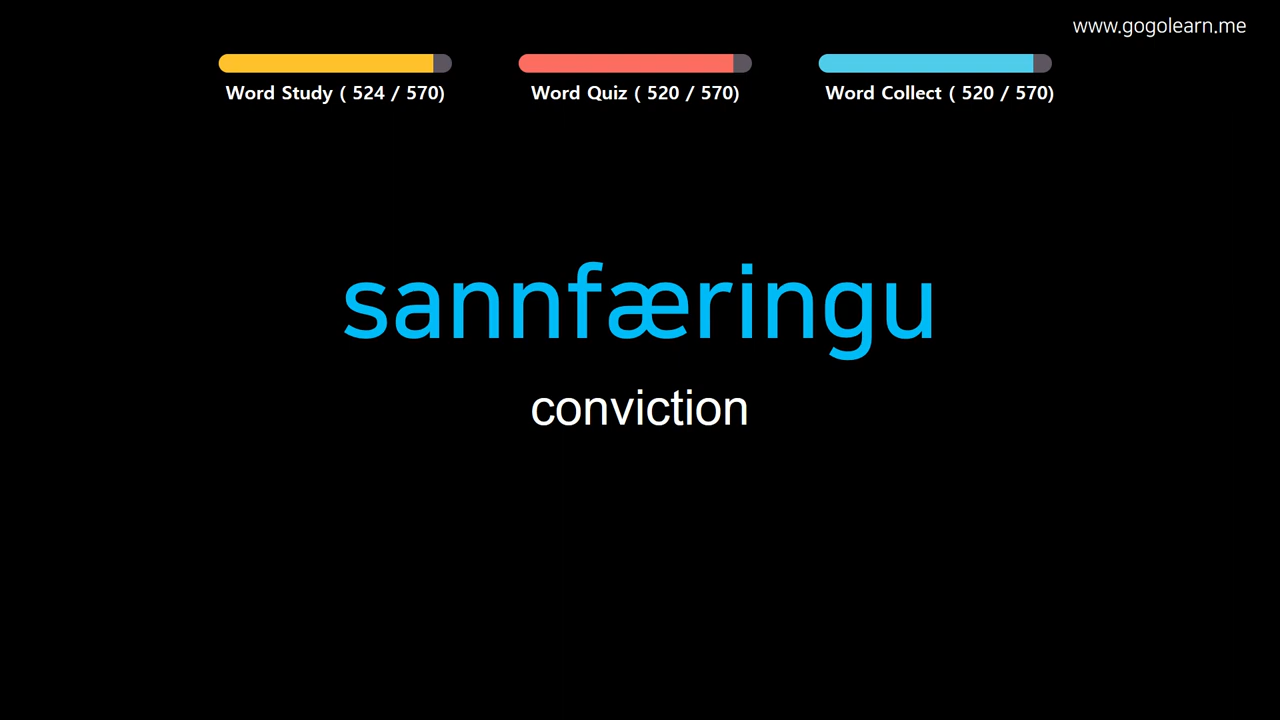 www.gogolearn.me
Word Study ( 524 / 570)
Word Quiz ( 520 / 570)
Word Collect ( 520 / 570)
sannfæringu
conviction